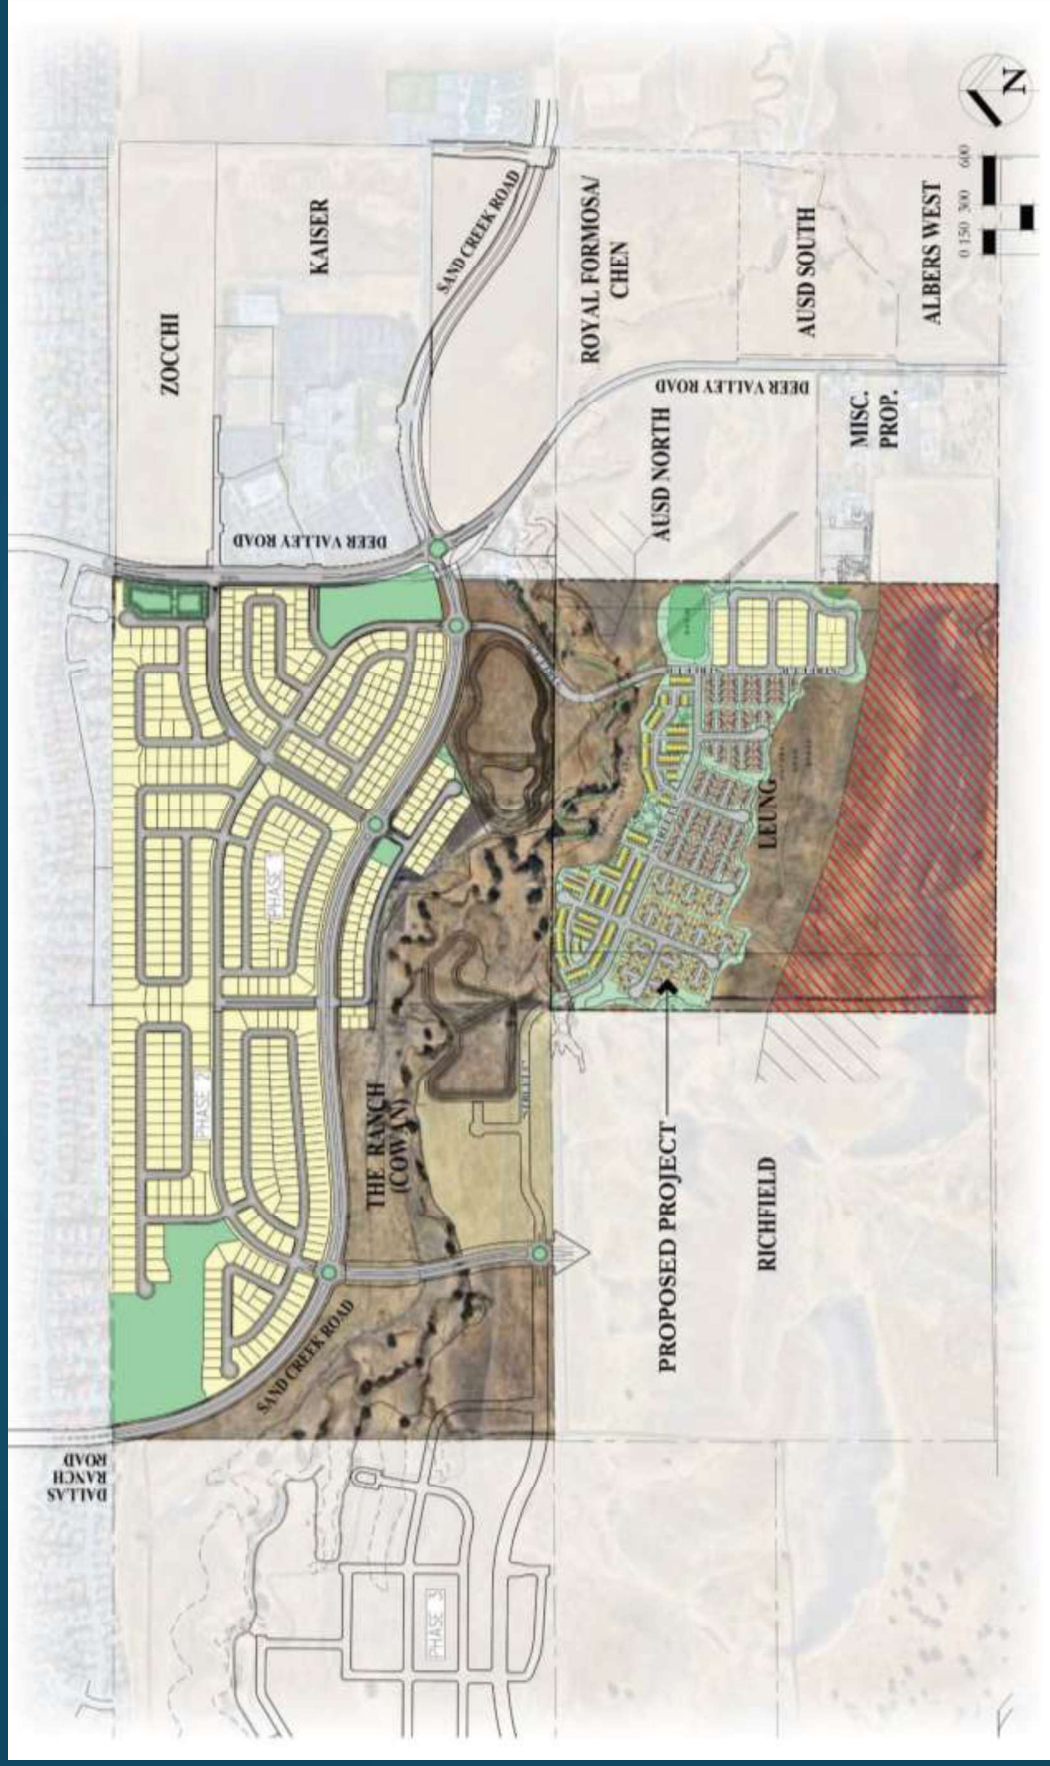 DALLAS
RANCH
ROAD
SAND CREEK ROAD
PHASE 2
PHASE 1
PHASE 3
THE RANCH
(COWAN)
STREET
DEER VALLEY ROAD
ZOCCHI
KAISER
SAND CREEK ROAD
ROYAL FORMOSA/
CHEN
DEER VALLEY ROAD
AUSD NORTH
AUSD SOUTH
ALBERS WEST
MISC.
PROP.
LEUNG
PROPOSED PROJECT
RICHFIELD
0 150 300 600
N